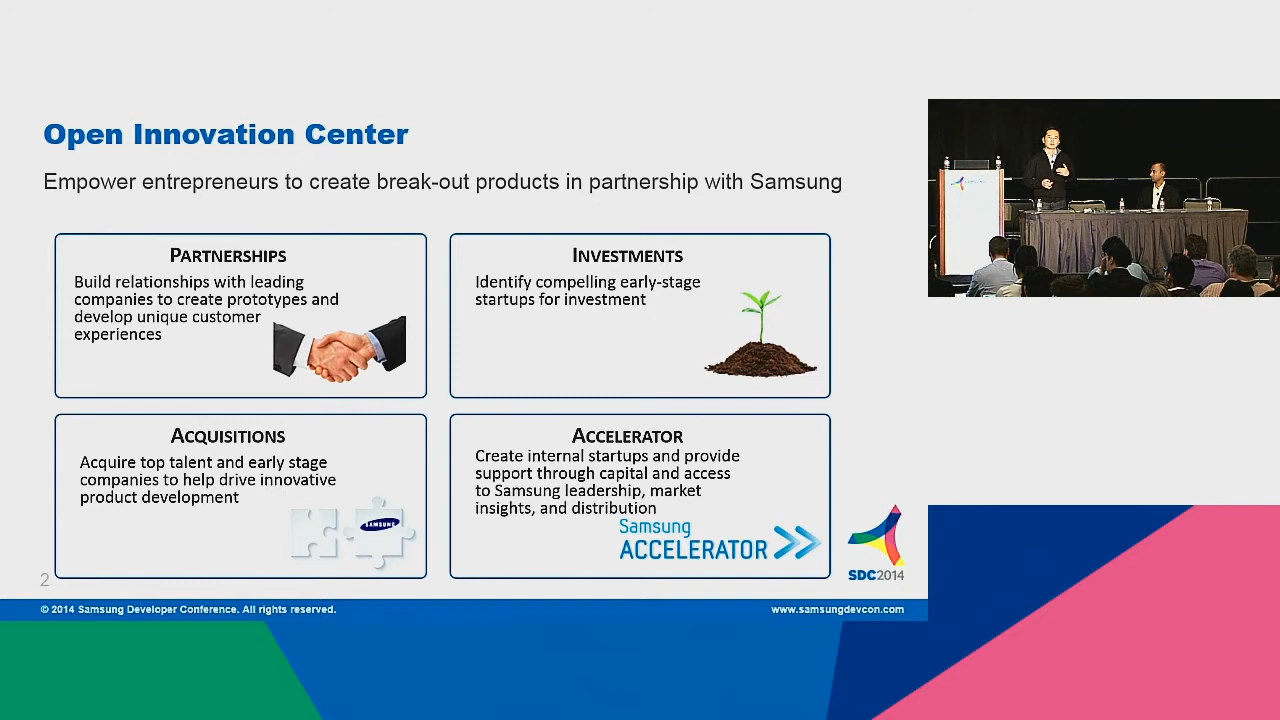 Open Innovation Center
Empower entrepreneurs to create break-out products in partnership with Samsung
PARTNERSHIPS
Build relationships with leading
companies to create prototypes and
develop unique customer
experiences
INVESTMENTS
Identify compelling early-stage
startups for investment
ACQUISITIONS
Acquire top talent and early stage
companies to help drive innovative
product development
SAMSUNG
ACCELERATOR
Create internal startups and provide
support through capital and access
to Samsung leadership, market
insights, and distribution
Samsung
ACCELERATOR
SDC2014
2
© 2014 Samsung Developer Conference. All rights reserved.
www.samsungdevcon.com